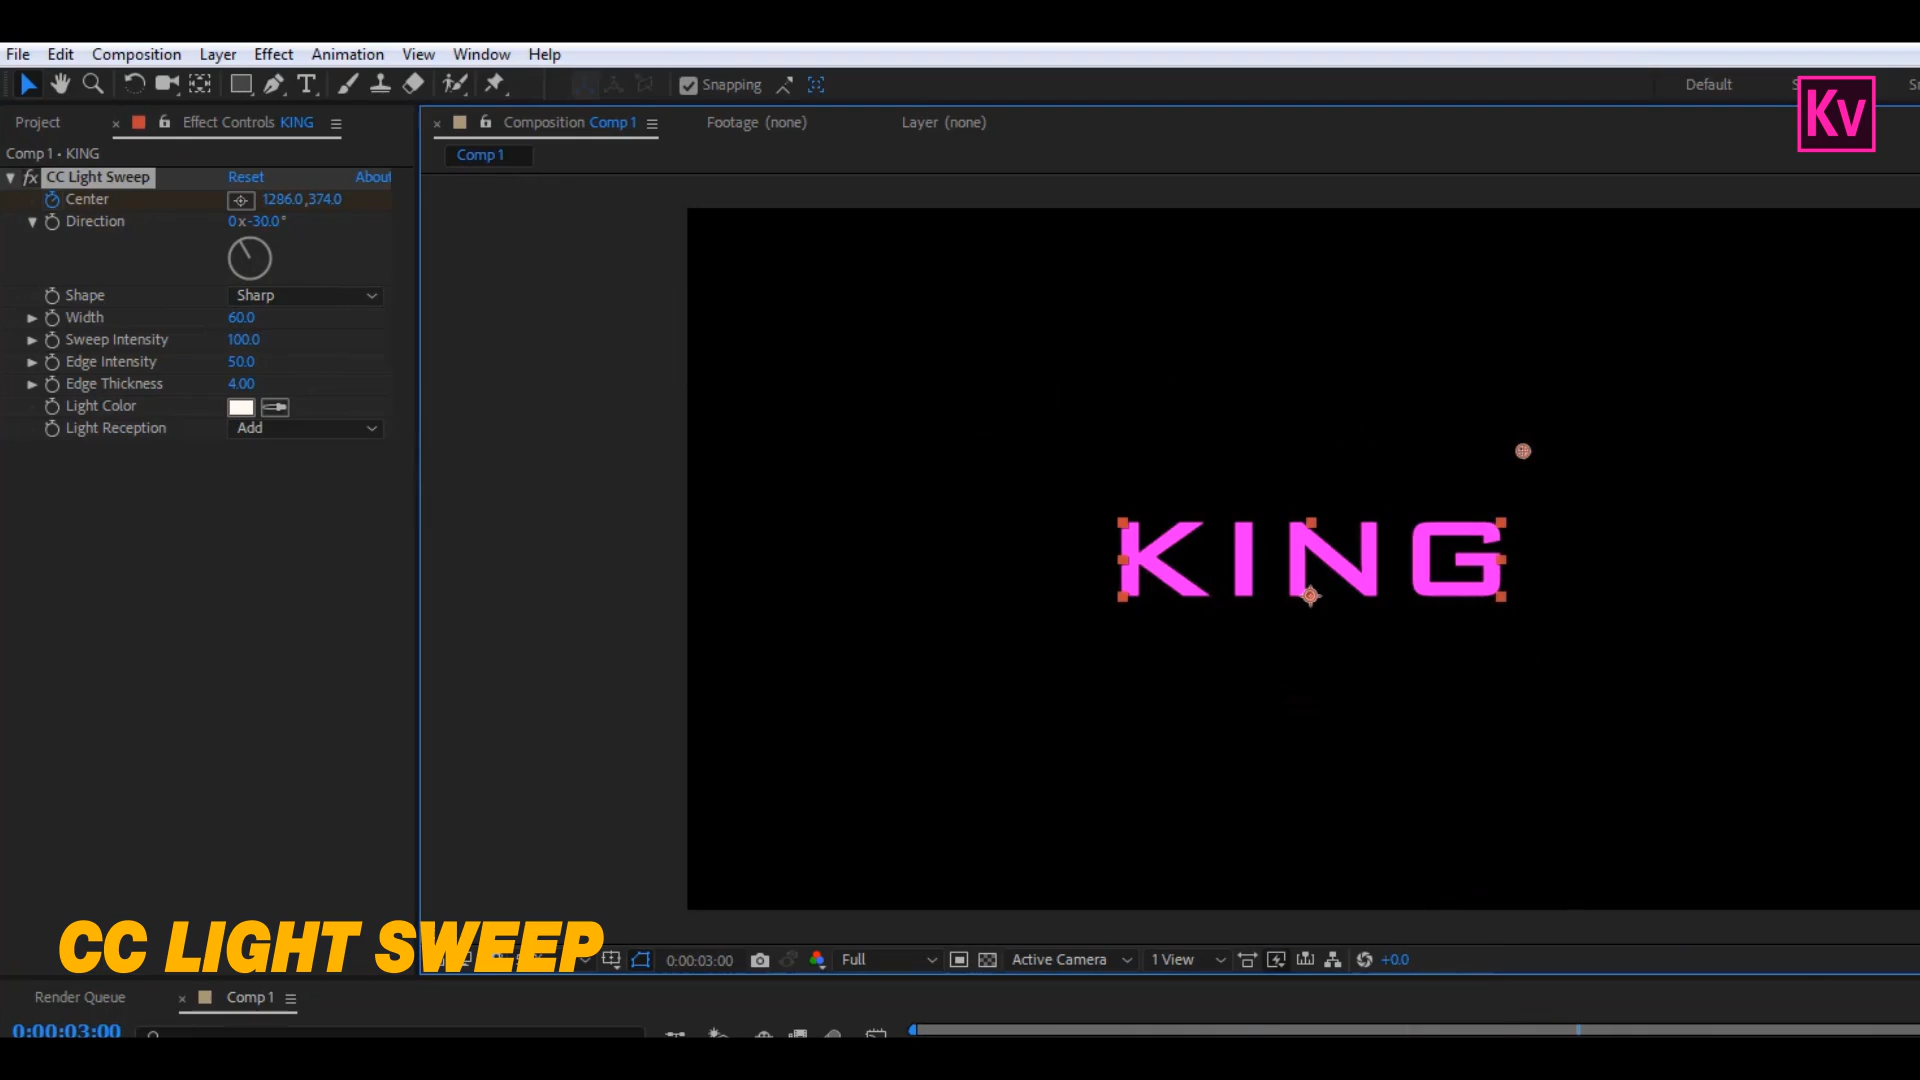 File Edit Composition Layer Effect Animation View Window Help
Snapping
Default
Kv
Project
Effect Controls KING
Composition Comp 1
Footage (none)
Layer (none)
Comp 1 • KING
Comp 1
fx CC Light Sweep Reset About
Center 1286.0,374.0
Direction 0x-30.0°
Shape Sharp
Width 60.0
Sweep Intensity 100.0
Edge Intensity 50.0
Edge Thickness 4.00
Light Color
Light Reception Add
KING
CC LIGHT SWEEP
0:00:03:00 Full Active Camera 1 View +0.0
Render Queue Comp 1
0:00:03:00